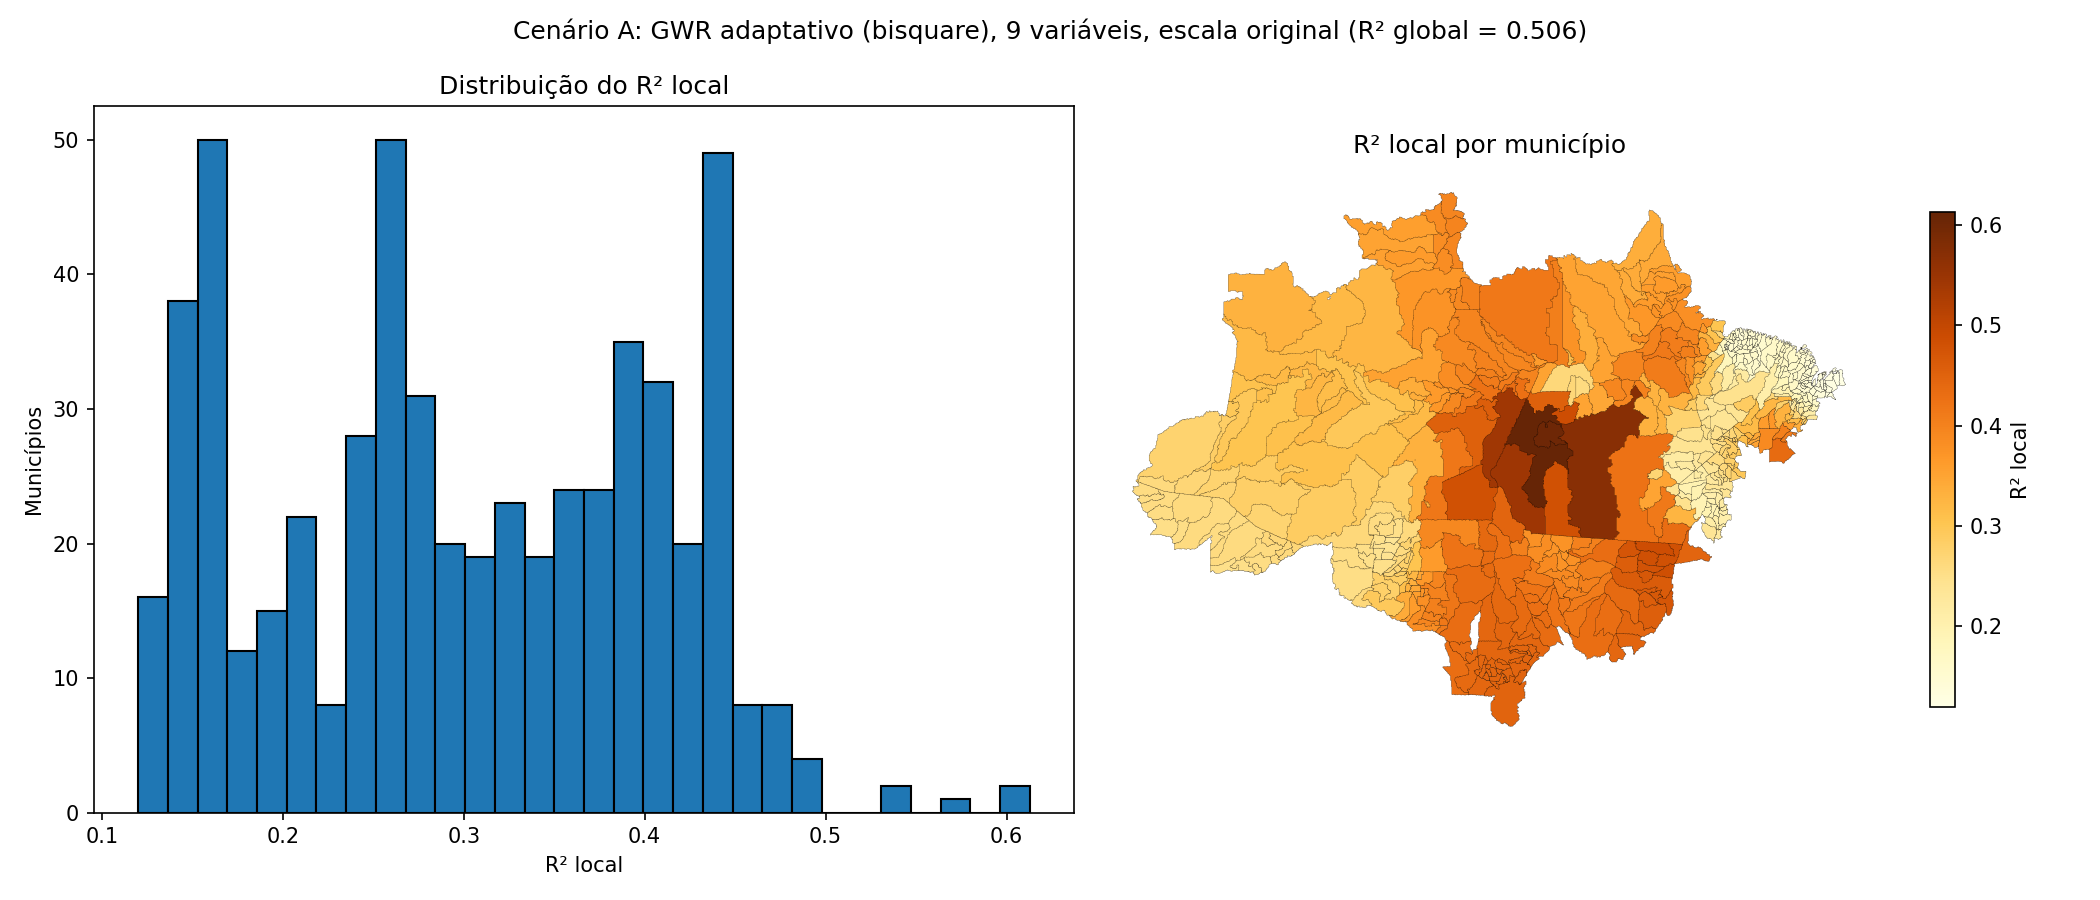 Cenário A: GWR adaptativo (bisquare), 9 variáveis, escala original (R² global = 0.506)
Distribuição do R² local
Municípios
50
40
30
20
10
0
0.1 0.2 0.3 0.4 0.5 0.6
R² local
R² local por município
0.6
0.5
0.4
0.3
0.2
R² local